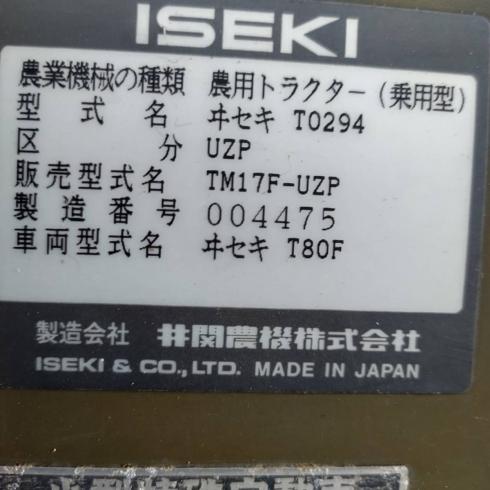 ISEKI
農業機械の種類 農用トラクター(乗用型)
型式名 ヰセキ T0294
区分 UZP
販売型式名 TM17F-UZP
製造番号 004475
車両型式名 ヰセキ T80F
製造会社 井関農機株式会社
ISEKI & CO., LTD. MADE IN JAPAN